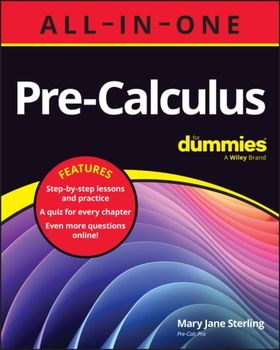 ALL-IN-ONE
Pre-Calculus
for
dummies
A Wiley Brand
FEATURES
Step-by-step lessons
and practice
A quiz for every chapter
Even more questions
online!
Mary Jane Sterling
Pre-Calc Pro